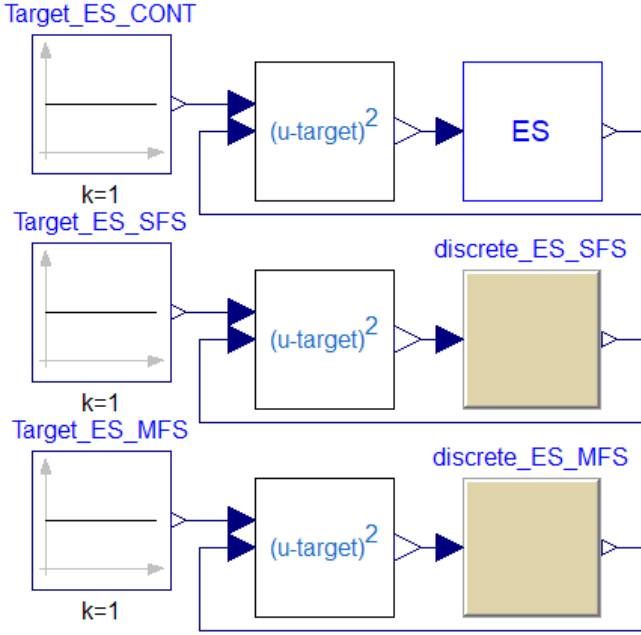 Target_ES_CONT
(u-target)2
ES
k=1
Target_ES_SFS
discrete_ES_SFS
(u-target)2
k=1
Target_ES_MFS
discrete_ES_MFS
(u-target)2
k=1